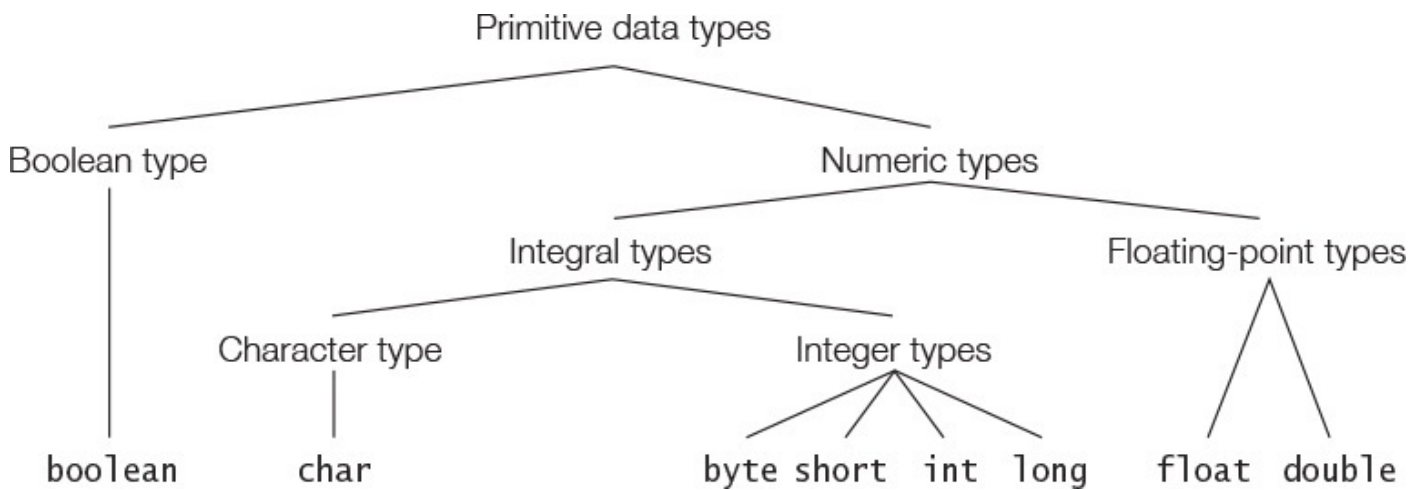 Primitive data types
Boolean type Numeric types
Integral types Floating-point types
Character type Integer types
boolean char byte short int long float double